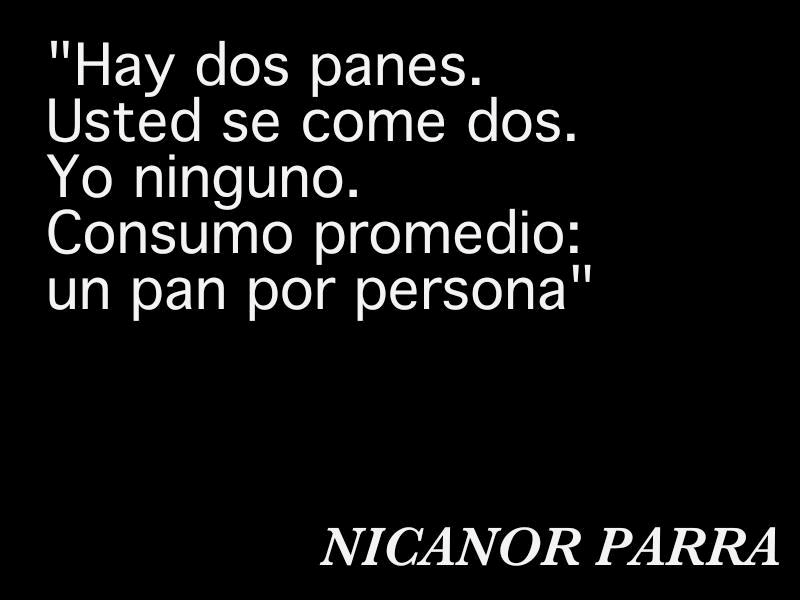 "Hay dos panes.
Usted se come dos.
Yo ninguno.
Consumo promedio:
un pan por persona"
NICANOR PARRA